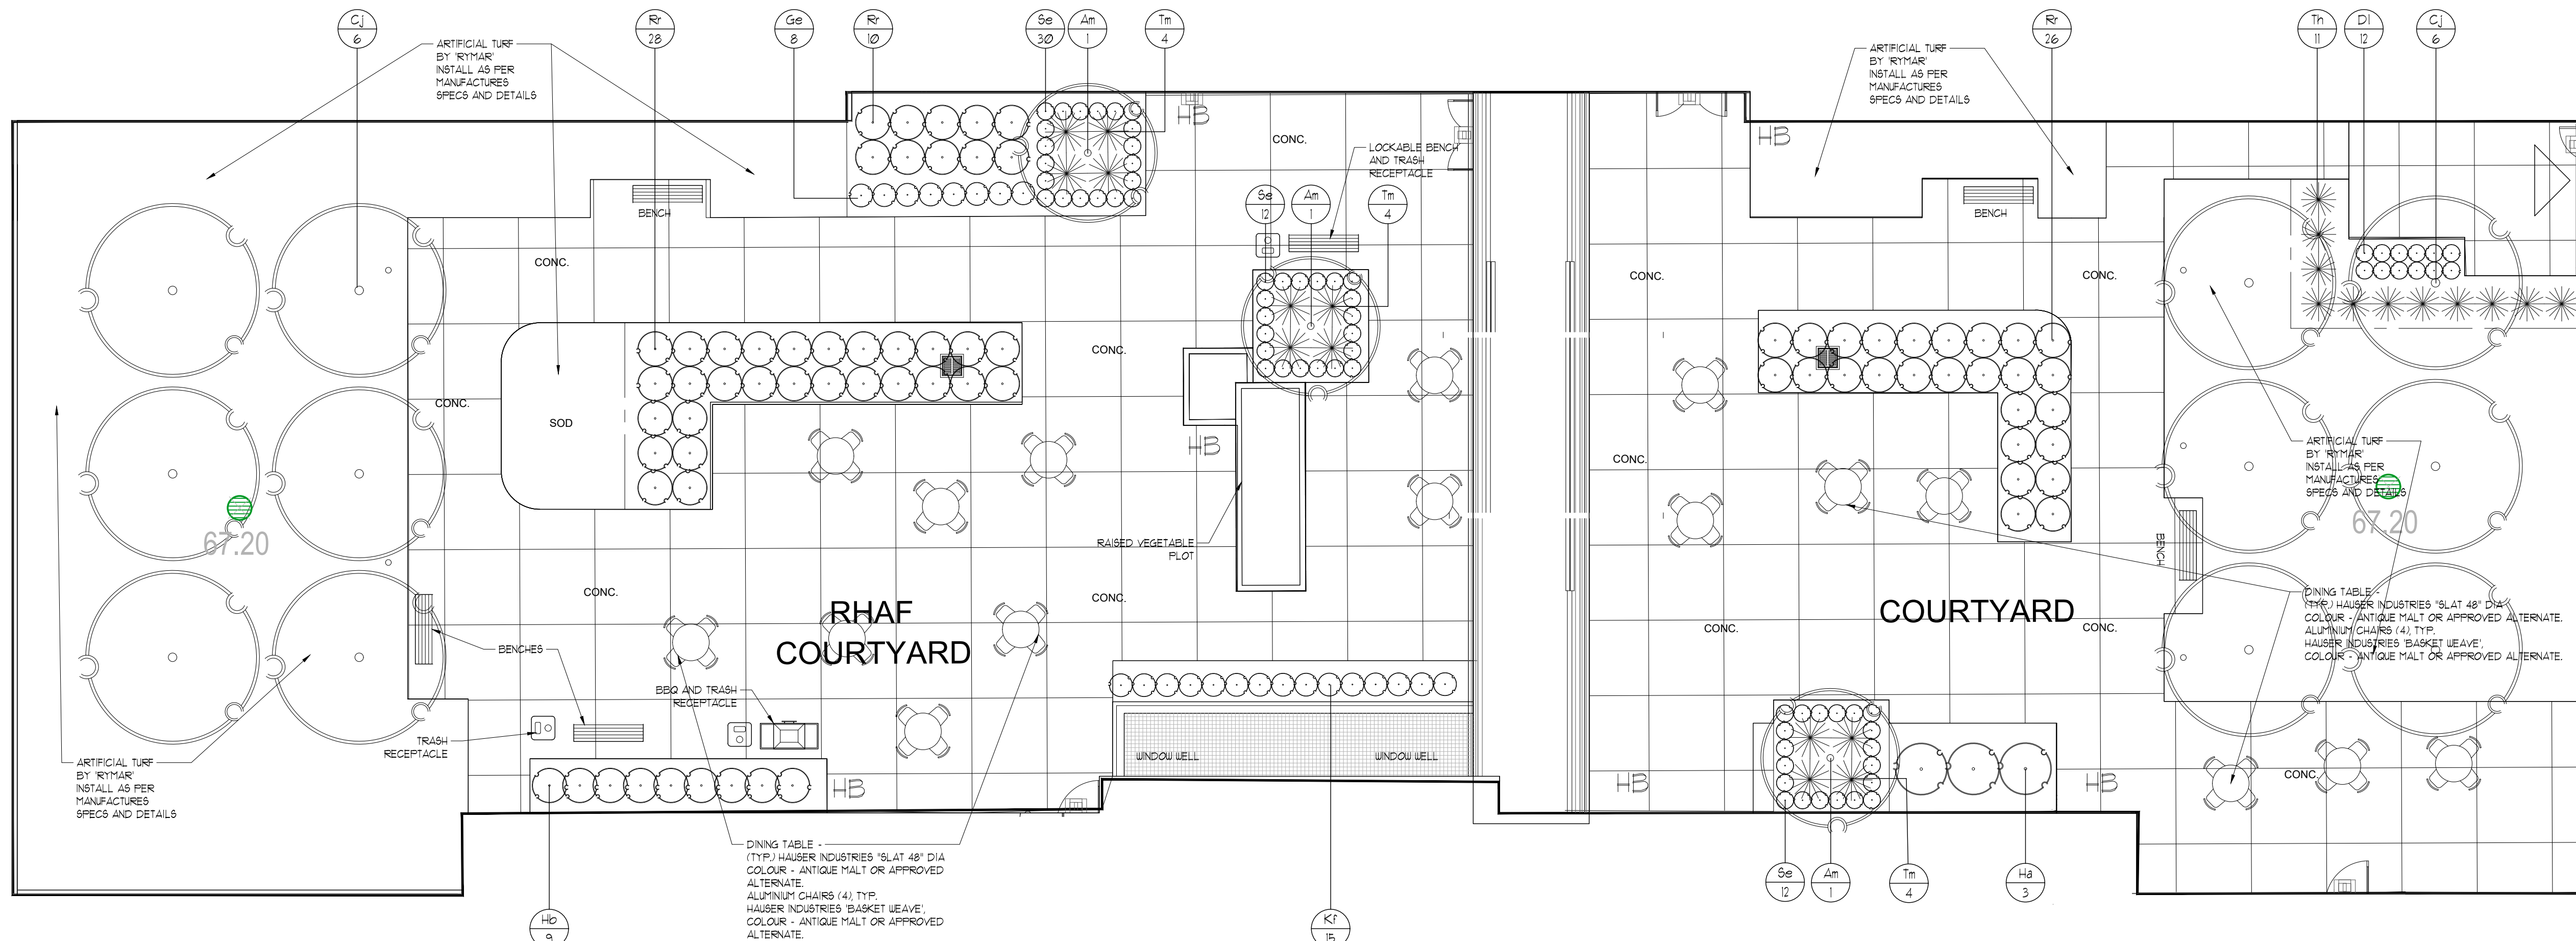 Cj
6
Rr
28
Ge
8
Rr
10
Se
30
Am
1
Tm
4
Rr
26
Th
11
Dl
12
Cj
6
ARTIFICIAL TURF
BY 'RYMAR'
INSTALL AS PER
MANUFACTURES
SPECS AND DETAILS
ARTIFICIAL TURF
BY 'RYMAR'
INSTALL AS PER
MANUFACTURES
SPECS AND DETAILS
HB
CONC.
LOCKABLE BENCH
AND TRASH
RECEPTACLE
HB
BENCH
BENCH
Se
12
Am
1
Tm
4
CONC.
CONC.
CONC.
CONC.
CONC.
SOD
HB
CONC.
ARTIFICIAL TURF
BY 'RYMAR'
INSTALL AS PER
MANUFACTURES
SPECS AND DETAILS
67.20
67.20
RAISED VEGETABLE
PLOT
BENCH
CONC.
CONC.
RHAF
COURTYARD
COURTYARD
CONC.
CONC.
DINING TABLE -
(TYP.) HAUSER INDUSTRIES "SLAT 48" DIA
COLOUR - ANTIQUE MALT OR APPROVED ALTERNATE.
ALUMINIUM CHAIRS (4), TYP.
HAUSER INDUSTRIES 'BASKET WEAVE',
COLOUR - ANTIQUE MALT OR APPROVED ALTERNATE.
BENCHES
BBQ AND TRASH
RECEPTACLE
TRASH
RECEPTACLE
WINDOW WELL
WINDOW WELL
ARTIFICIAL TURF
BY 'RYMAR'
INSTALL AS PER
MANUFACTURES
SPECS AND DETAILS
HB
HB
HB
CONC.
DINING TABLE -
(TYP.) HAUSER INDUSTRIES "SLAT 48" DIA
COLOUR - ANTIQUE MALT OR APPROVED
ALTERNATE.
ALUMINIUM CHAIRS (4), TYP.
HAUSER INDUSTRIES 'BASKET WEAVE',
COLOUR - ANTIQUE MALT OR APPROVED
ALTERNATE.
Se
12
Am
1
Tm
4
Ha
3
Hb
9
Kf
15